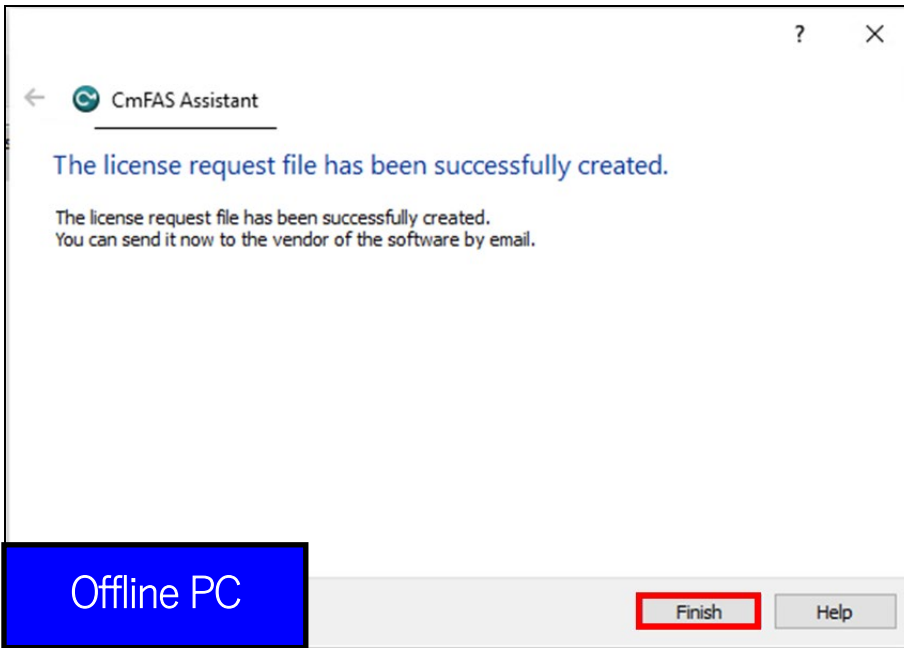 ?
CmFAS Assistant
The license request file has been successfully created.
The license request file has been successfully created.
You can send it now to the vendor of the software by email.
Offline PC
Finish
Help